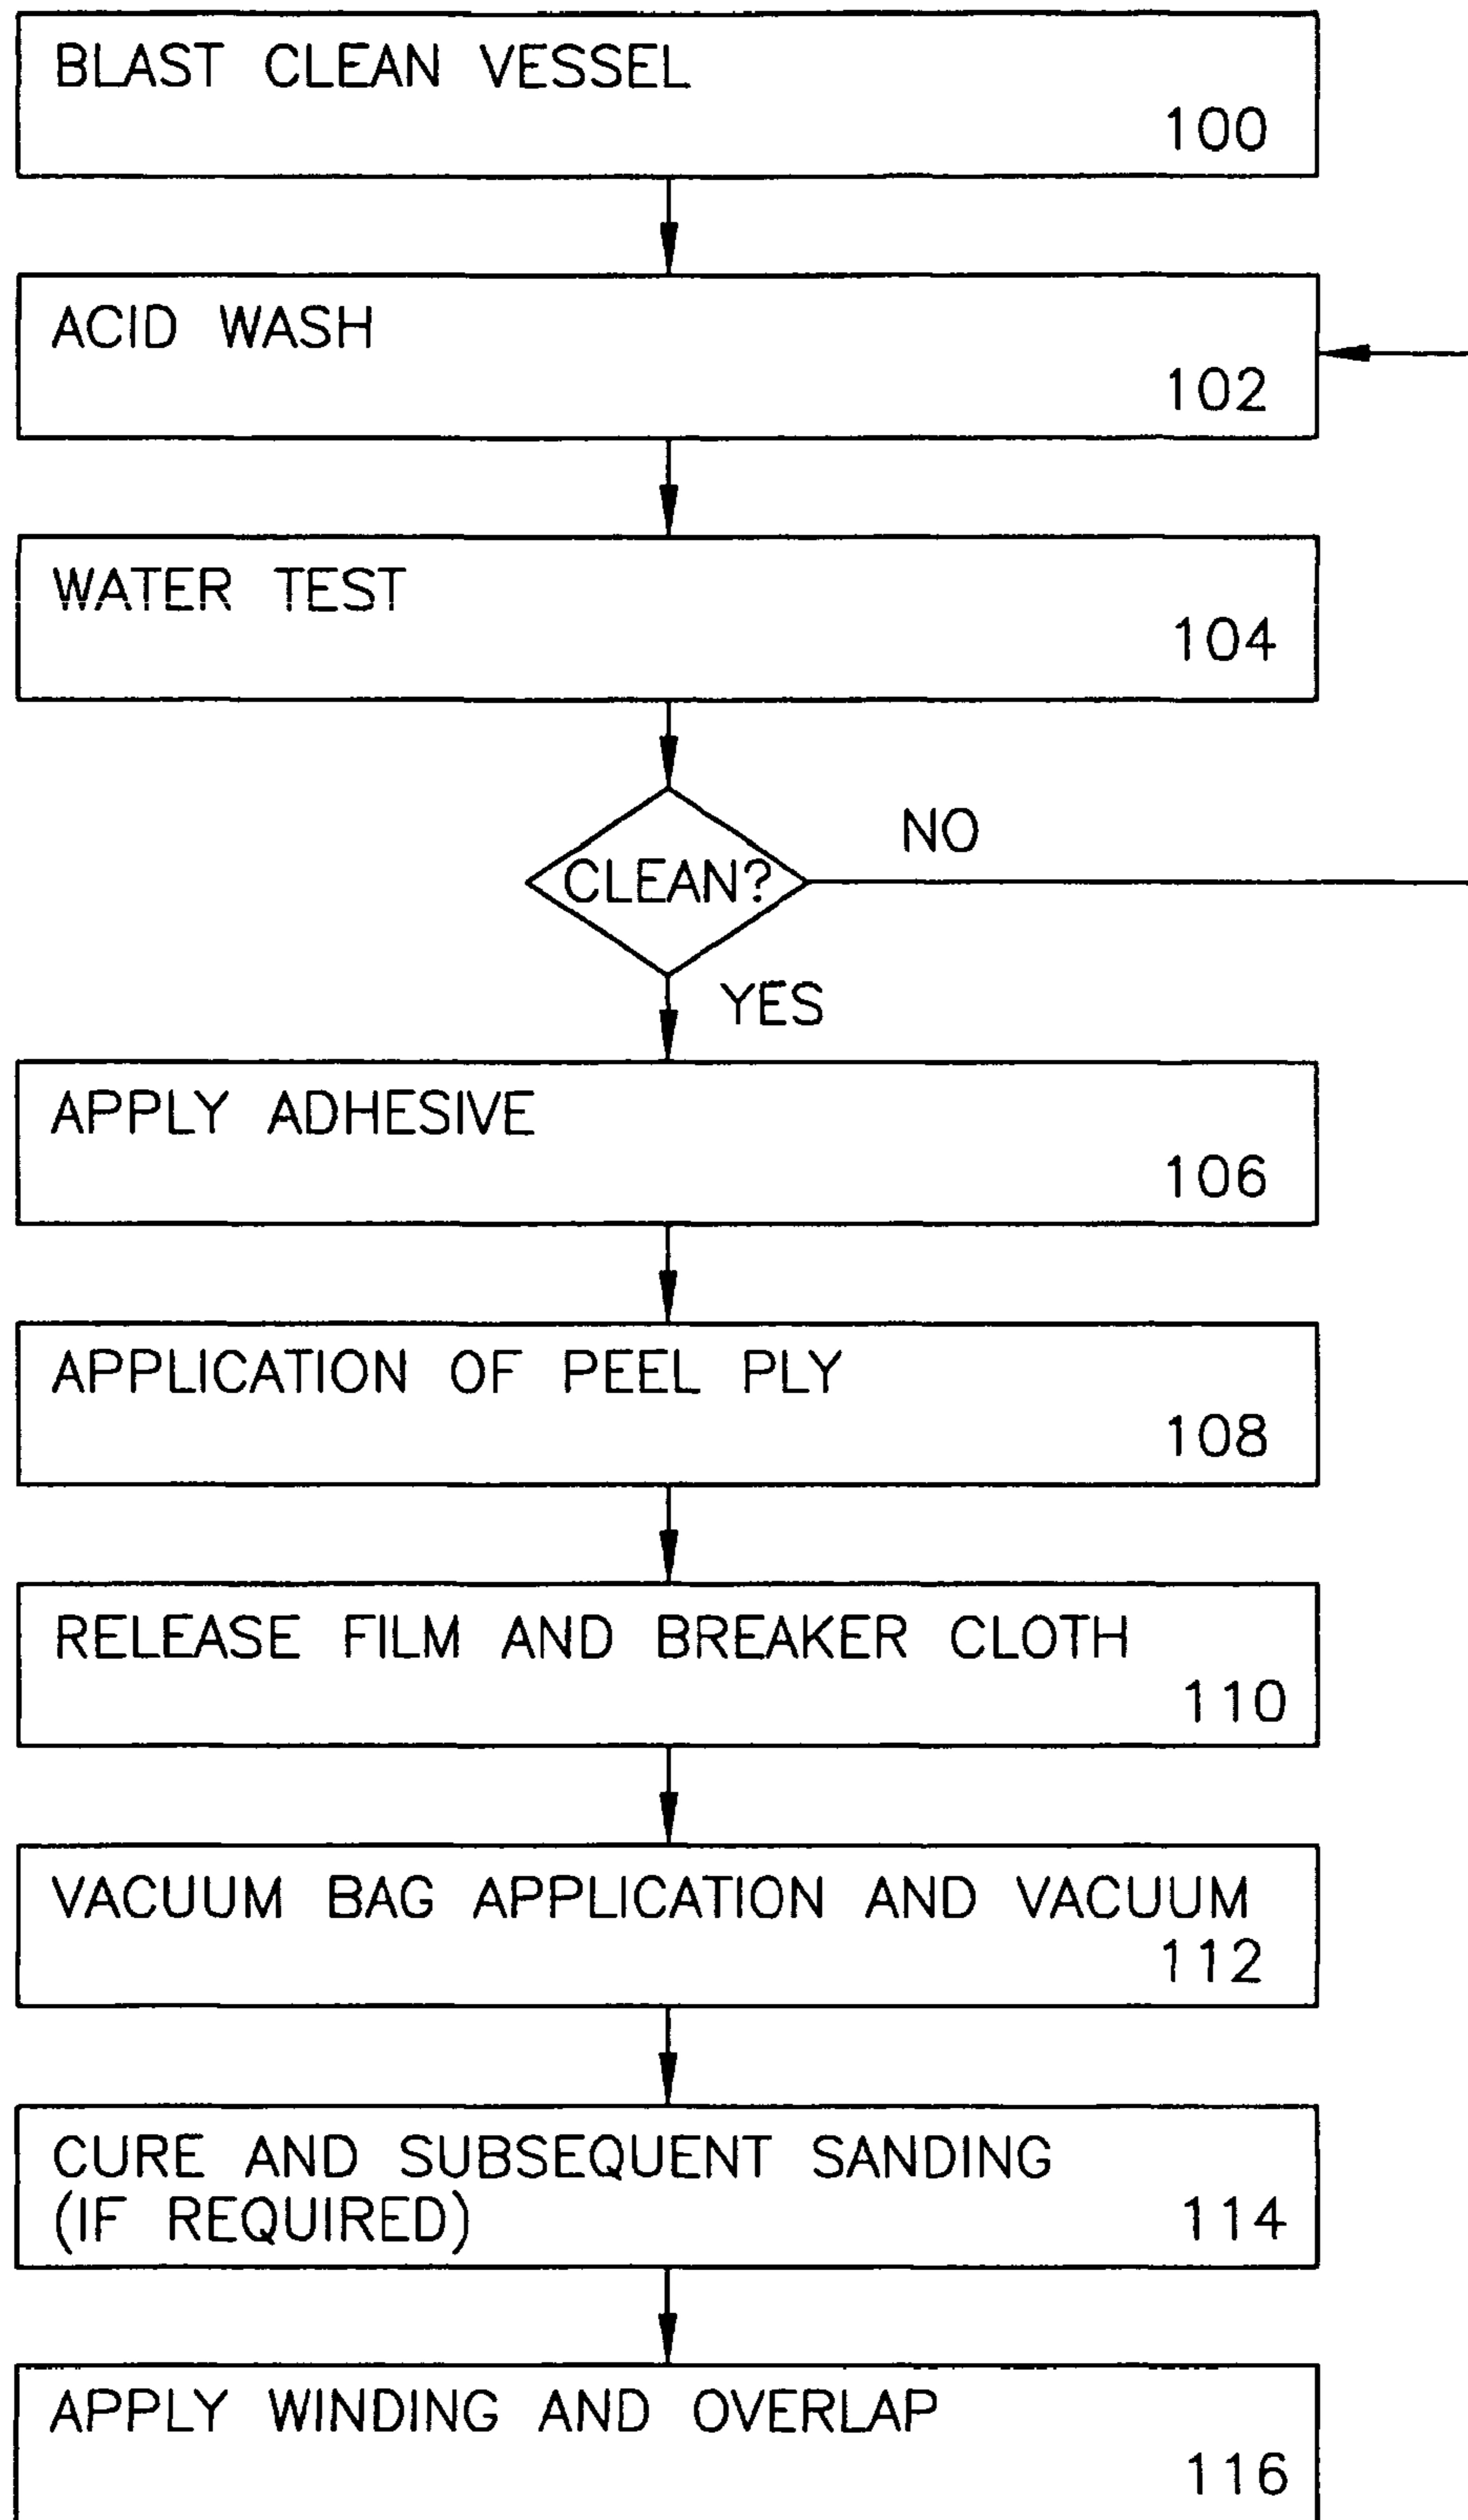 BLAST CLEAN VESSEL
100
ACID WASH
102
WATER TEST
104
CLEAN?
NO
YES
APPLY ADHESIVE
106
APPLICATION OF PEEL PLY
108
RELEASE FILM AND BREAKER CLOTH
110
VACUUM BAG APPLICATION AND VACUUM
112
CURE AND SUBSEQUENT SANDING
(IF REQUIRED) 114
APPLY WINDING AND OVERLAP
116